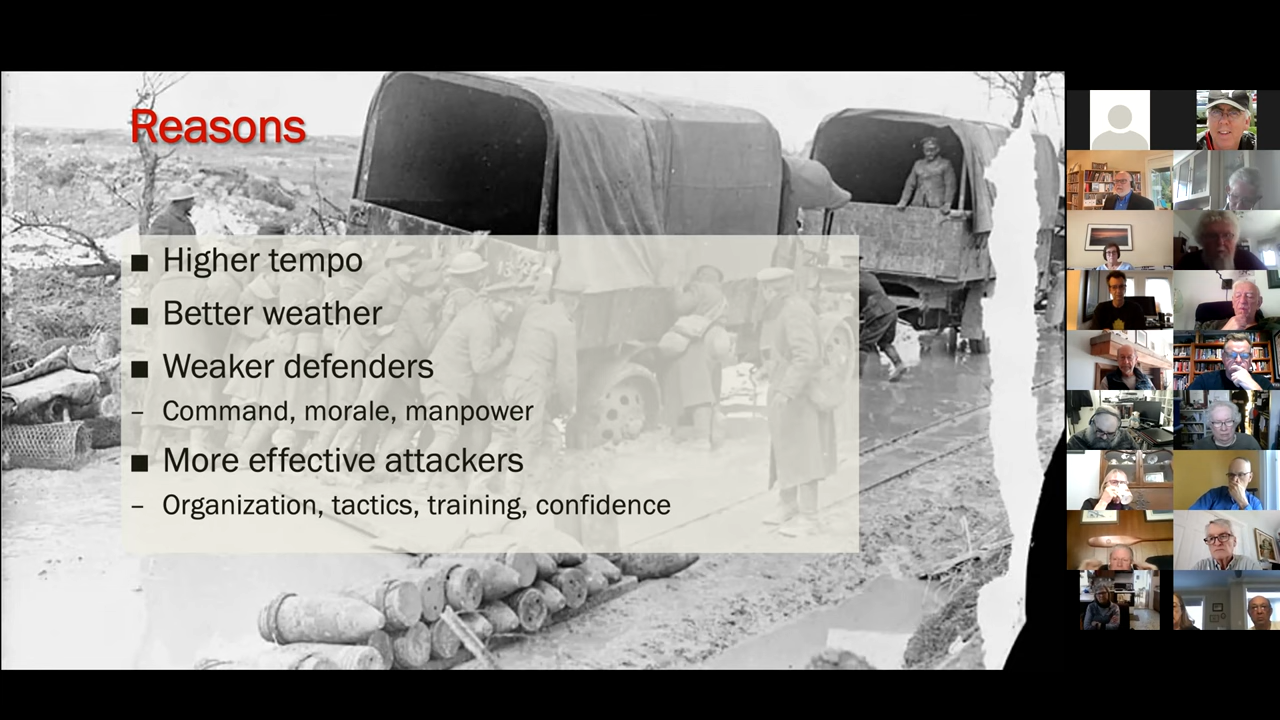 Reasons
■ Higher tempo
■ Better weather
■ Weaker defenders
– Command, morale, manpower
■ More effective attackers
– Organization, tactics, training, confidence